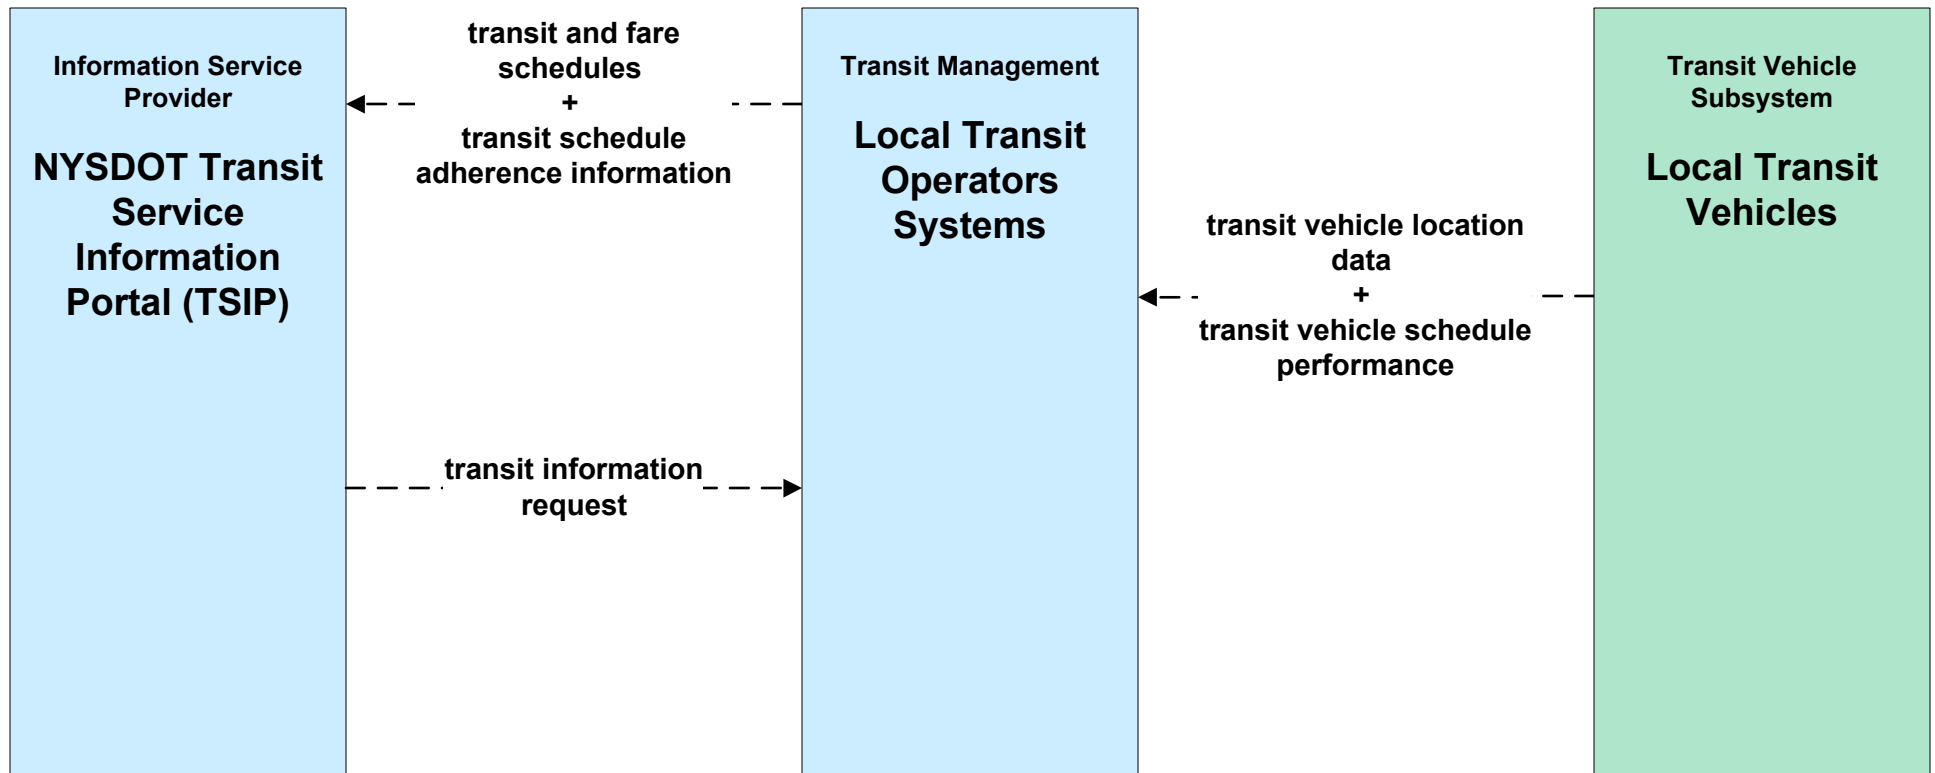 Information Service
Provider
NYSDOT Transit
Service
Information
Portal (TSIP)
transit and fare
schedules
+
transit schedule
adherence information
transit information
request
Transit Management
Local Transit
Operators
Systems
transit vehicle location
data
+
transit vehicle schedule
performance
Transit Vehicle
Subsystem
Local Transit
Vehicles